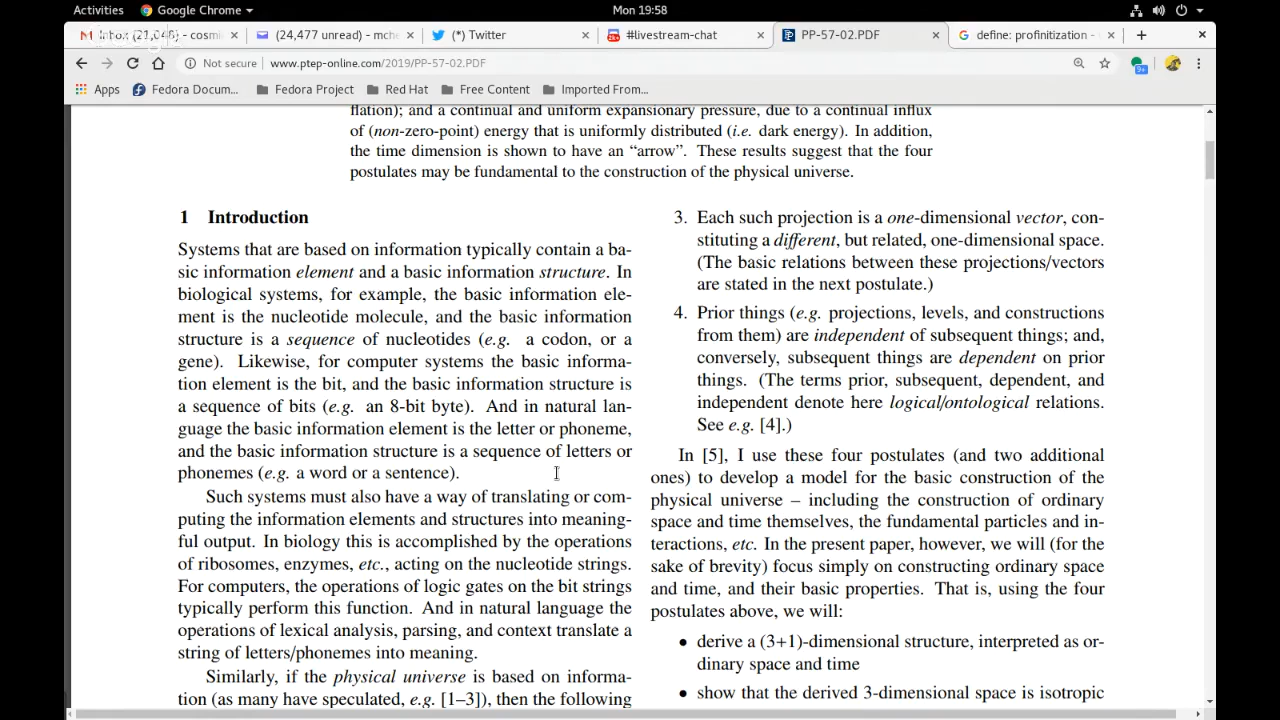 Activities
Google Chrome
Mon 19:58
Inbox (21,048) - cosmi
(24,477 unread) - mche
(*) Twitter
#livestream-chat
PP-57-02.PDF
define: profinitization -
Not secure
www.ptep-online.com/2019/PP-57-02.PDF
9+
Apps
Fedora Docum...
Fedora Project
Red Hat
Free Content
Imported From...
flation); and a continual and uniform expansionary pressure, due to a continual influx
of (non-zero-point) energy that is uniformly distributed (i.e. dark energy). In addition,
the time dimension is shown to have an “arrow”. These results suggest that the four
postulates may be fundamental to the construction of the physical universe.
1 Introduction
Systems that are based on information typically contain a ba-
sic information element and a basic information structure. In
biological systems, for example, the basic information ele-
ment is the nucleotide molecule, and the basic information
structure is a sequence of nucleotides (e.g. a codon, or a
gene). Likewise, for computer systems the basic informa-
tion element is the bit, and the basic information structure is
a sequence of bits (e.g. an 8-bit byte). And in natural lan-
guage the basic information element is the letter or phoneme,
and the basic information structure is a sequence of letters or
phonemes (e.g. a word or a sentence).
Such systems must also have a way of translating or com-
puting the information elements and structures into meaning-
ful output. In biology this is accomplished by the operations
of ribosomes, enzymes, etc., acting on the nucleotide strings.
For computers, the operations of logic gates on the bit strings
typically perform this function. And in natural language the
operations of lexical analysis, parsing, and context translate a
string of letters/phonemes into meaning.
Similarly, if the physical universe is based on informa-
tion (as many have speculated, e.g. [1–3]), then the following
3. Each such projection is a one-dimensional vector, con-
stituting a different, but related, one-dimensional space.
(The basic relations between these projections/vectors
are stated in the next postulate.)
4. Prior things (e.g. projections, levels, and constructions
from them) are independent of subsequent things; and,
conversely, subsequent things are dependent on prior
things. (The terms prior, subsequent, dependent, and
independent denote here logical/ontological relations.
See e.g. [4].)
In [5], I use these four postulates (and two additional
ones) to develop a model for the basic construction of the
physical universe – including the construction of ordinary
space and time themselves, the fundamental particles and in-
teractions, etc. In the present paper, however, we will (for the
sake of brevity) focus simply on constructing ordinary space
and time, and their basic properties. That is, using the four
postulates above, we will:
• derive a (3+1)-dimensional structure, interpreted as or-
dinary space and time
• show that the derived 3-dimensional space is isotropic